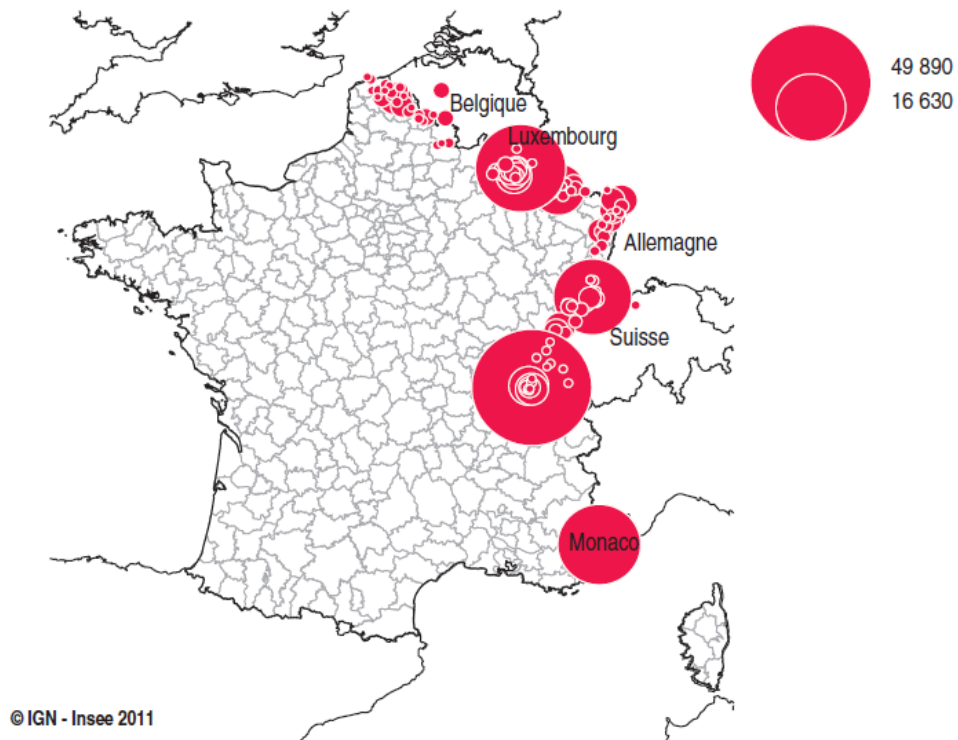 49 890
16 630
Belgique
Luxembourg
Allemagne
Suisse
Monaco
© IGN - Insee 2011